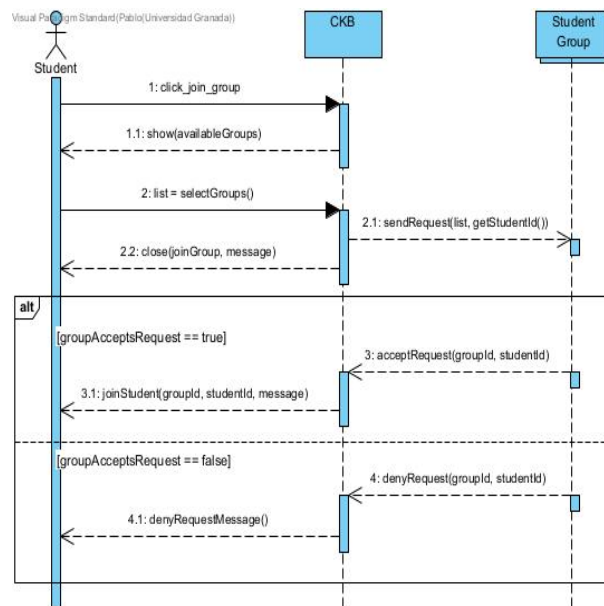 Visual Paradigm Standard(Pablo(Universidad Granada))
Student
CKB
Student
Group
1: click_join_group
1.1: show(availableGroups)
2: list = selectGroups()
2.1: sendRequest(list, getStudentId())
2.2: close(joinGroup, message)
alt
[groupAcceptsRequest == true]
3: acceptRequest(groupId, studentId)
3.1: joinStudent(groupId, studentId, message)
[groupAcceptsRequest == false]
4: denyRequest(groupId, studentId)
4.1: denyRequestMessage()